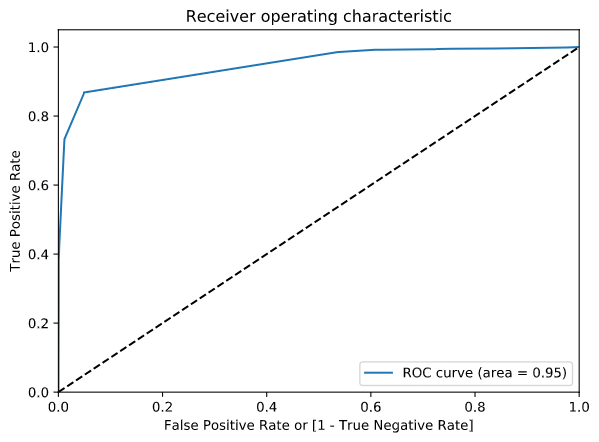 Receiver operating characteristic
True Positive Rate
1.0
0.8
0.6
0.4
0.2
0.0
ROC curve (area = 0.95)
0.0 0.2 0.4 0.6 0.8 1.0
False Positive Rate or [1 - True Negative Rate]